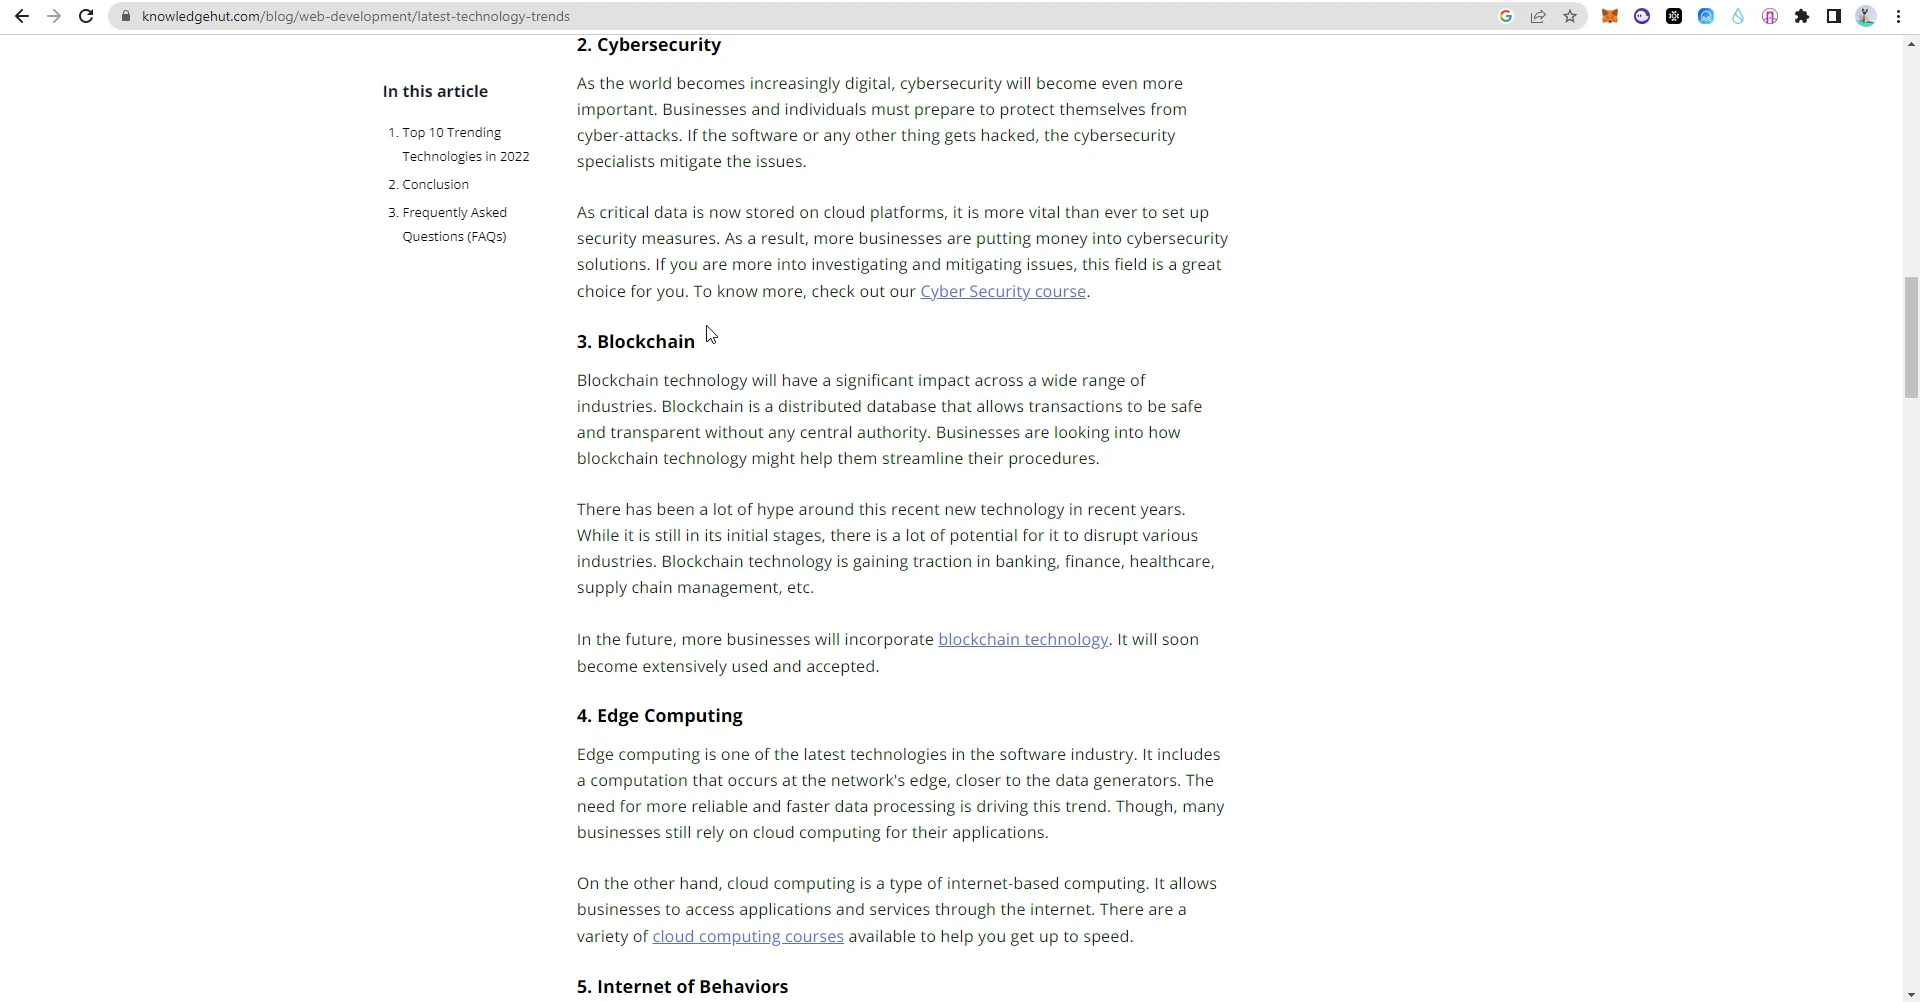 knowledgehut.com/blog/web-development/latest-technology-trends
In this article
1. Top 10 Trending
Technologies in 2022
2. Conclusion
3. Frequently Asked
Questions (FAQs)
2. Cybersecurity
As the world becomes increasingly digital, cybersecurity will become even more
important. Businesses and individuals must prepare to protect themselves from
cyber-attacks. If the software or any other thing gets hacked, the cybersecurity
specialists mitigate the issues.
As critical data is now stored on cloud platforms, it is more vital than ever to set up
security measures. As a result, more businesses are putting money into cybersecurity
solutions. If you are more into investigating and mitigating issues, this field is a great
choice for you. To know more, check out our Cyber Security course.
3. Blockchain
Blockchain technology will have a significant impact across a wide range of
industries. Blockchain is a distributed database that allows transactions to be safe
and transparent without any central authority. Businesses are looking into how
blockchain technology might help them streamline their procedures.
There has been a lot of hype around this recent new technology in recent years.
While it is still in its initial stages, there is a lot of potential for it to disrupt various
industries. Blockchain technology is gaining traction in banking, finance, healthcare,
supply chain management, etc.
In the future, more businesses will incorporate blockchain technology. It will soon
become extensively used and accepted.
4. Edge Computing
Edge computing is one of the latest technologies in the software industry. It includes
a computation that occurs at the network's edge, closer to the data generators. The
need for more reliable and faster data processing is driving this trend. Though, many
businesses still rely on cloud computing for their applications.
On the other hand, cloud computing is a type of internet-based computing. It allows
businesses to access applications and services through the internet. There are a
variety of cloud computing courses available to help you get up to speed.
5. Internet of Behaviors